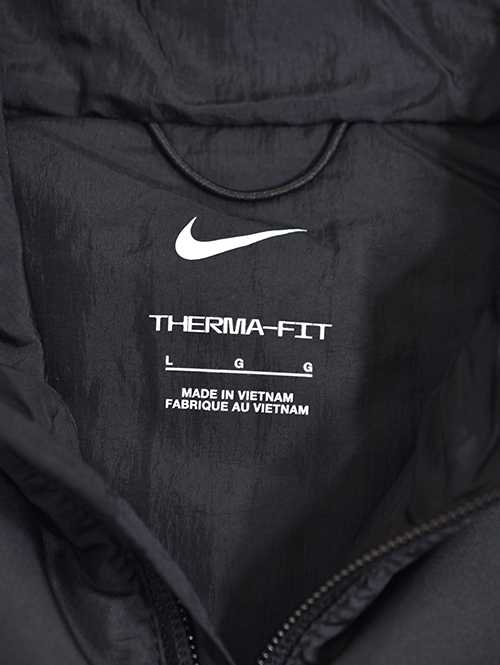 THERMA-FIT
L G G
MADE IN VIETNAM
FABRIQUE AU VIETNAM